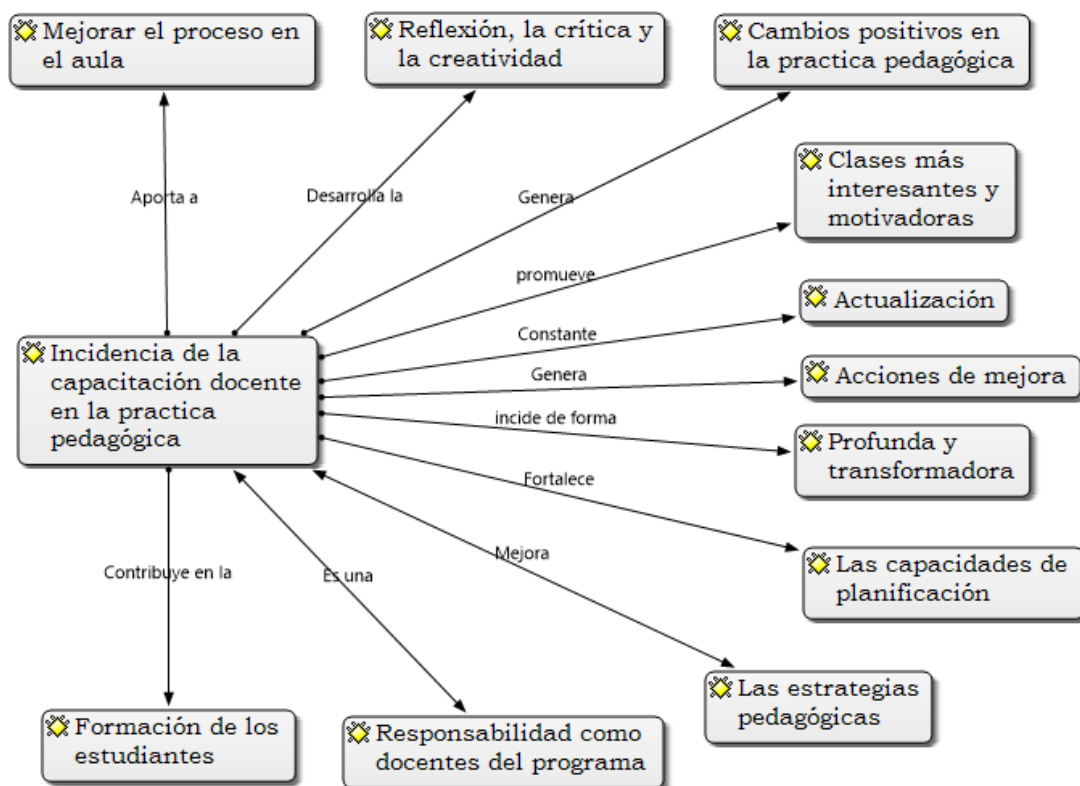 Mejorar el proceso en
el aula
Reflexión, la crítica y
la creatividad
Cambios positivos en
la practica pedagógica
Clases más
interesantes y
motivadoras
Aporta a
Desarrolla la
Genera
promueve
Actualización
Constante
Incidencia de la
capacitación docente
en la practica
pedagógica
Genera
Acciones de mejora
incide de forma
Profunda y
transformadora
Fortalece
Las capacidades de
planificación
Mejora
Contribuye en la
Es una
Las estrategias
pedagógicas
Formación de los
estudiantes
Responsabilidad como
docentes del programa